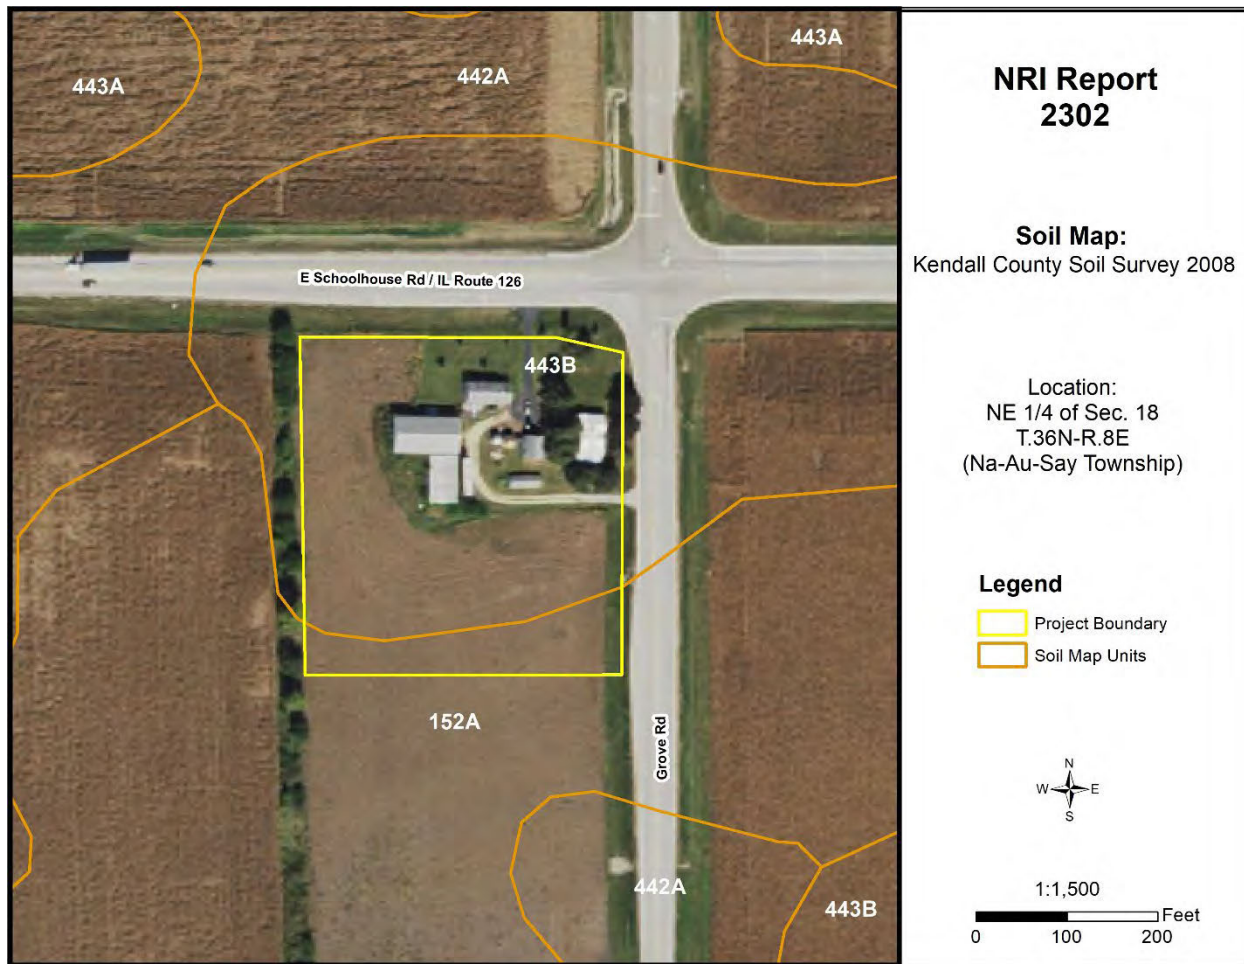 443A
442A
443A
E Schoolhouse Rd / IL Route 126
443B
152A
Grove Rd
442A
443B
NRI Report
2302
Soil Map:
Kendall County Soil Survey 2008
Location:
NE 1/4 of Sec. 18
T.36N-R.8E
(Na-Au-Say Township)
Legend
Project Boundary
Soil Map Units
N
W E
S
1:1,500
Feet
0 100 200